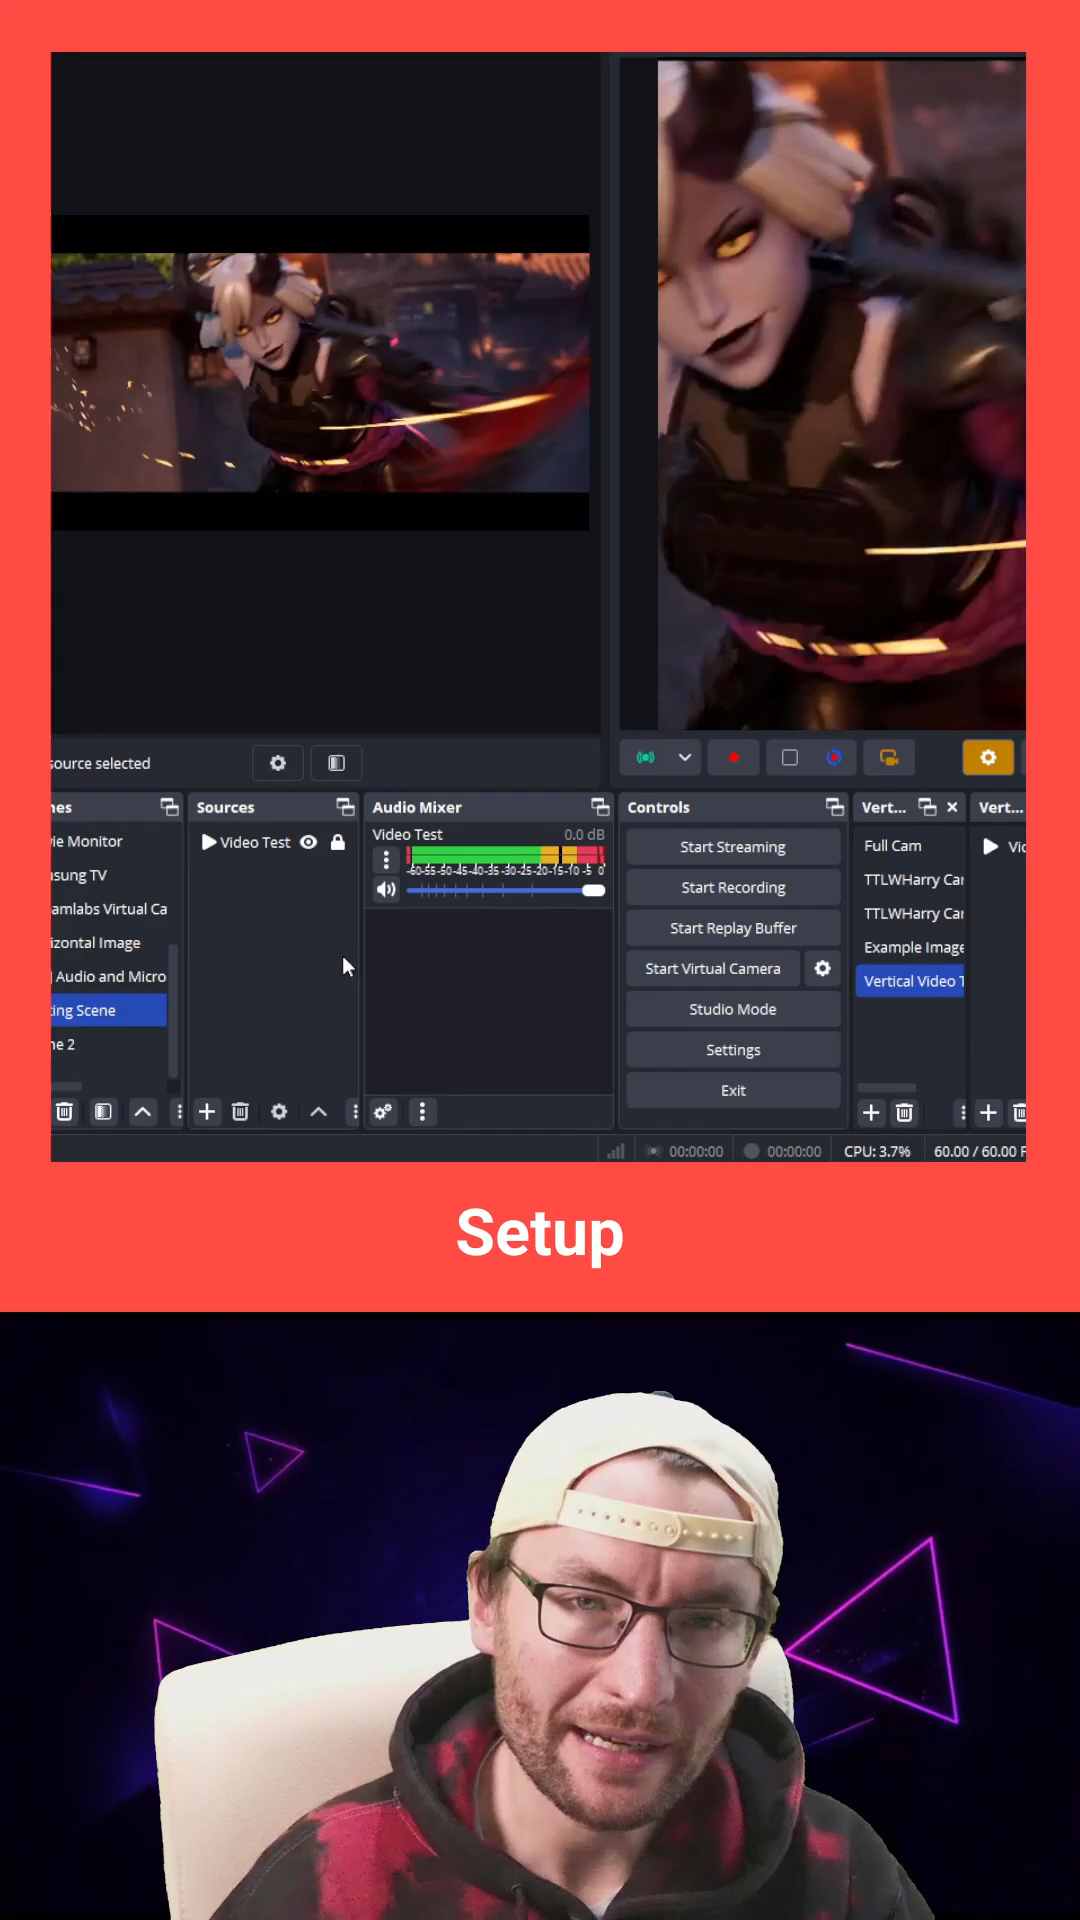 source selected
nes
Sources
Audio Mixer
Controls
Vert...
Vert...
ie Monitor
nsung TV
amlabs Virtual Ca
izontal Image
Audio and Micro
ing Scene
ne 2
Video Test
Video Test
0.0 dB
-60-55-50-45-40-35-30-25-20-15-10 -5 0
Start Streaming
Start Recording
Start Replay Buffer
Start Virtual Camera
Studio Mode
Settings
Exit
Full Cam
TTLWHarry Car
TTLWHarry Car
Example Image
Vertical Video T
Vic
00:00:00
00:00:00
CPU: 3.7%
60.00 / 60.00 F
Setup